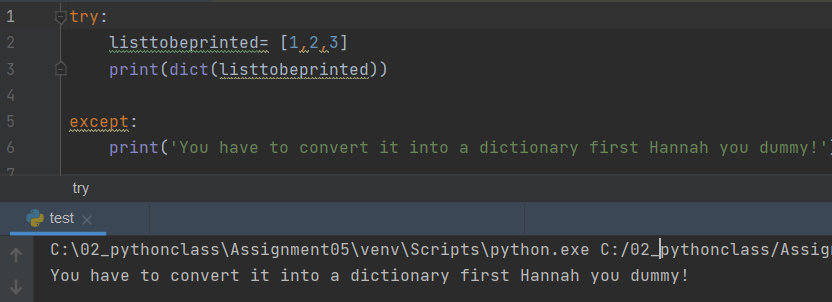 1 try:
2 listtobeprinted= [1,2,3]
3 print(dict(listtobeprinted))
4
5 except:
6 print('You have to convert it into a dictionary first Hannah you dummy!')
7
try
test ×
C:\02_pythonclass\Assignment05\venv\Scripts\python.exe C:/02_pythonclass/Assign
You have to convert it into a dictionary first Hannah you dummy!